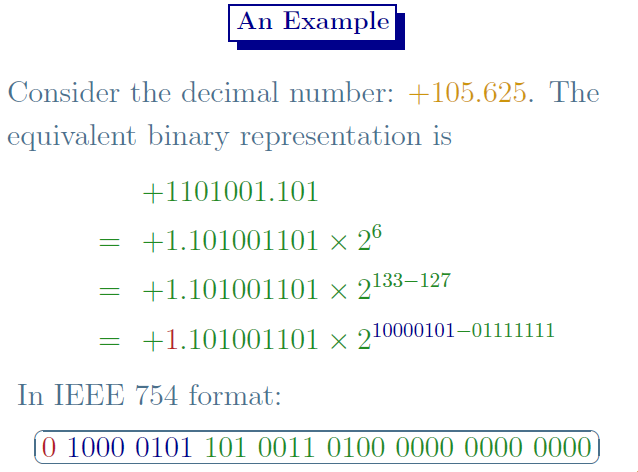 An Example
Consider the decimal number: +105.625. The
equivalent binary representation is
+1101001.101
= +1.101001101 × 2^6
= +1.101001101 × 2^133−127
= +1.101001101 × 2^10000101−01111111
In IEEE 754 format:
0 1000 0101 101 0011 0100 0000 0000 0000